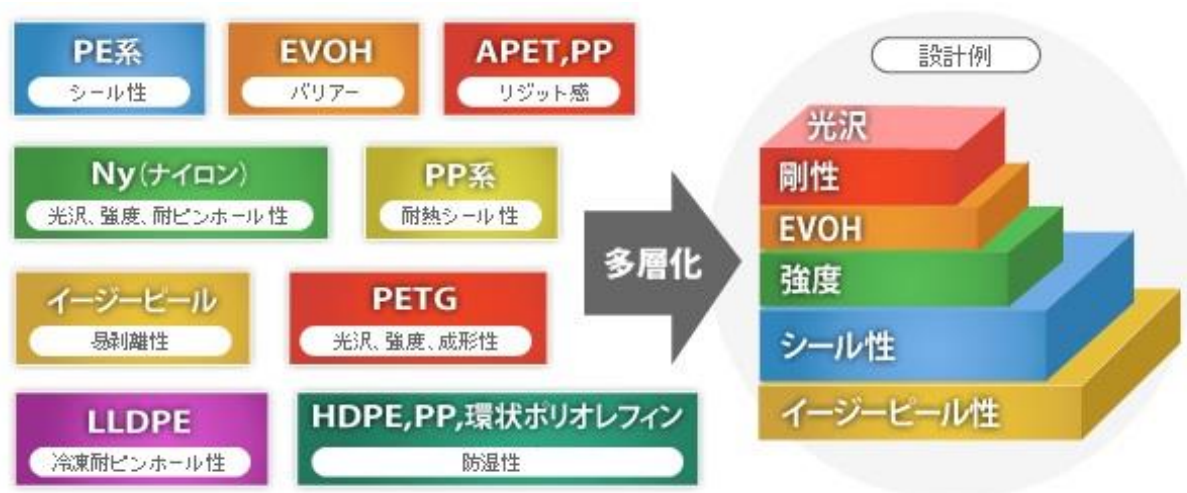 PE系
シール性
EVOH
バリアー
APET,PP
リジット感
Ny(ナイロン)
光沢、強度、耐ピンホール性
PP系
耐熱シール性
イージーピール
易剥離性
PETG
光沢、強度、成形性
LLDPE
冷凍耐ピンホール性
HDPE,PP,環状ポリオレフィン
防湿性
多層化
設計例
光沢
剛性
EVOH
強度
シール性
イージーピール性